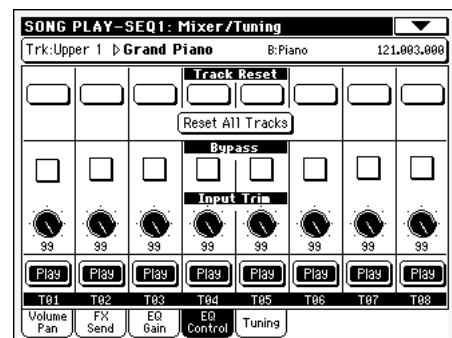 SONG PLAY-SEQ1: Mixer/Tuning
Trk:Upper 1 ▷Grand Piano B:Piano 121.003.000
Track Reset
Reset All Tracks
Bypass
Input Trim
99 99 99 99 99 99 99 99
Play Play Play Play Play Play Play Play
T01 T02 T03 T04 T05 T06 T07 T08
Volume Pan FX Send EQ Gain EQ Control Tuning